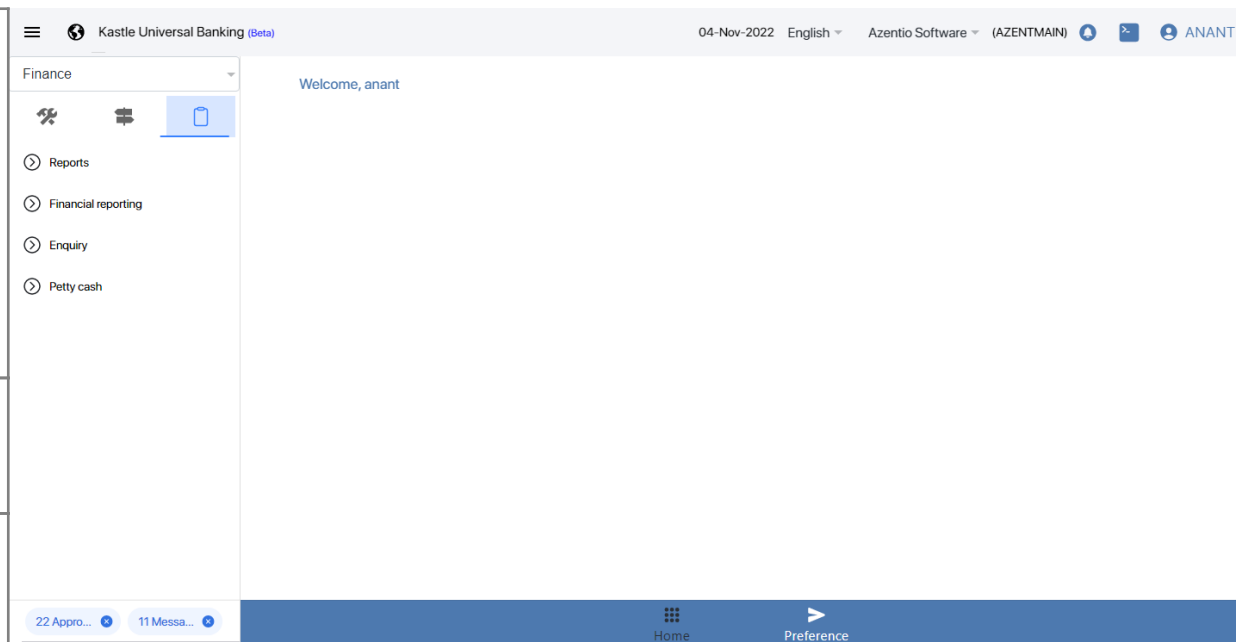 Kastle Universal Banking (Beta) 04-Nov-2022 English Azentio Software (AZENTMAIN) ANANT
Finance
Welcome, anant
Reports
Financial reporting
Enquiry
Petty cash
22 Appro... 11 Messa...
Home Preference